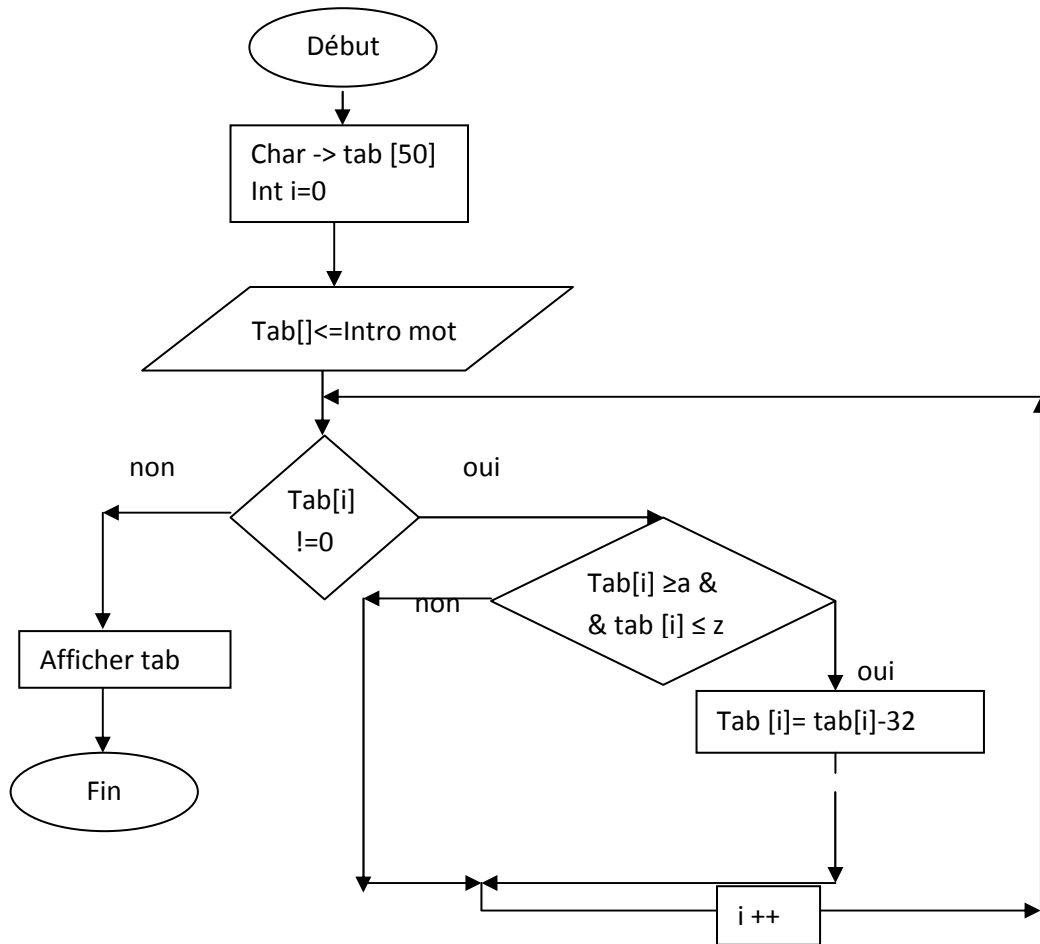 Début
Char -> tab [50]
Int i=0
Tab[]<=Intro mot
non
oui
Tab[i]
!=0
Tab[i] ≥a &
& tab [i] ≤ z
non
Afficher tab
oui
Tab [i]= tab[i]-32
Fin
i ++